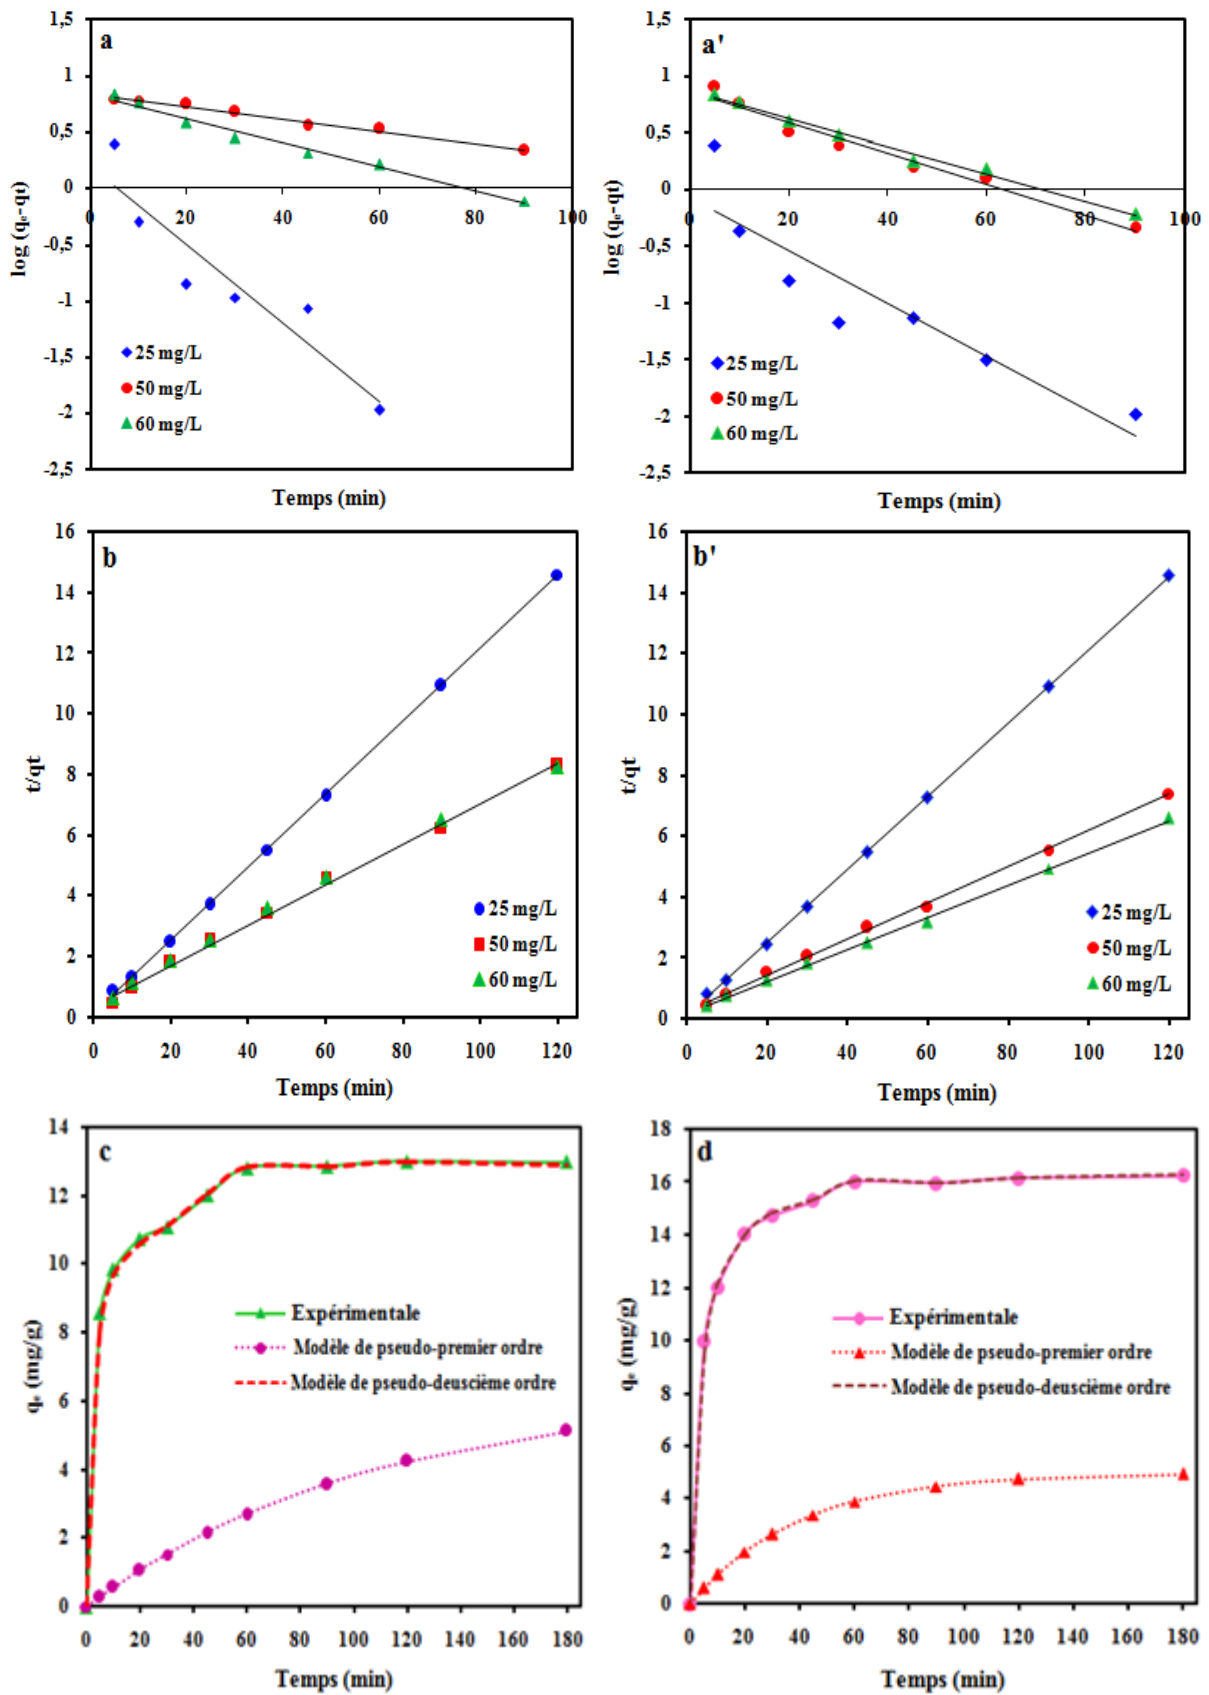 a
1,5
1
0,5
0
-0,5
-1
-1,5
-2
-2,5
0 20 40 60 80 100
log (qe-qt)
25 mg/L
50 mg/L
60 mg/L
Temps (min)
a'
1,5
1
0,5
0
-0,5
-1
-1,5
-2
-2,5
0 20 40 60 80 100
log (qe-qt)
25 mg/L
50 mg/L
60 mg/L
Temps (min)
b
16
14
12
10
8
6
4
2
0
0 20 40 60 80 100 120
t/qt
25 mg/L
50 mg/L
60 mg/L
Temps (min)
b'
16
14
12
10
8
6
4
2
0
0 20 40 60 80 100 120
t/qt
25 mg/L
50 mg/L
60 mg/L
Temps (min)
c
14
12
10
8
6
4
2
0
0 20 40 60 80 100 120 140 160 180
qe (mg/g)
Expérimentale
Modèle de pseudo-premier ordre
Modèle de pseudo-deuscième ordre
Temps (min)
d
18
16
14
12
10
8
6
4
2
0
0 20 40 60 80 100 120 140 160 180
qe (mg/g)
Expérimentale
Modèle de pseudo-premier ordre
Modèle de pseudo-deuscième ordre
Temps (min)